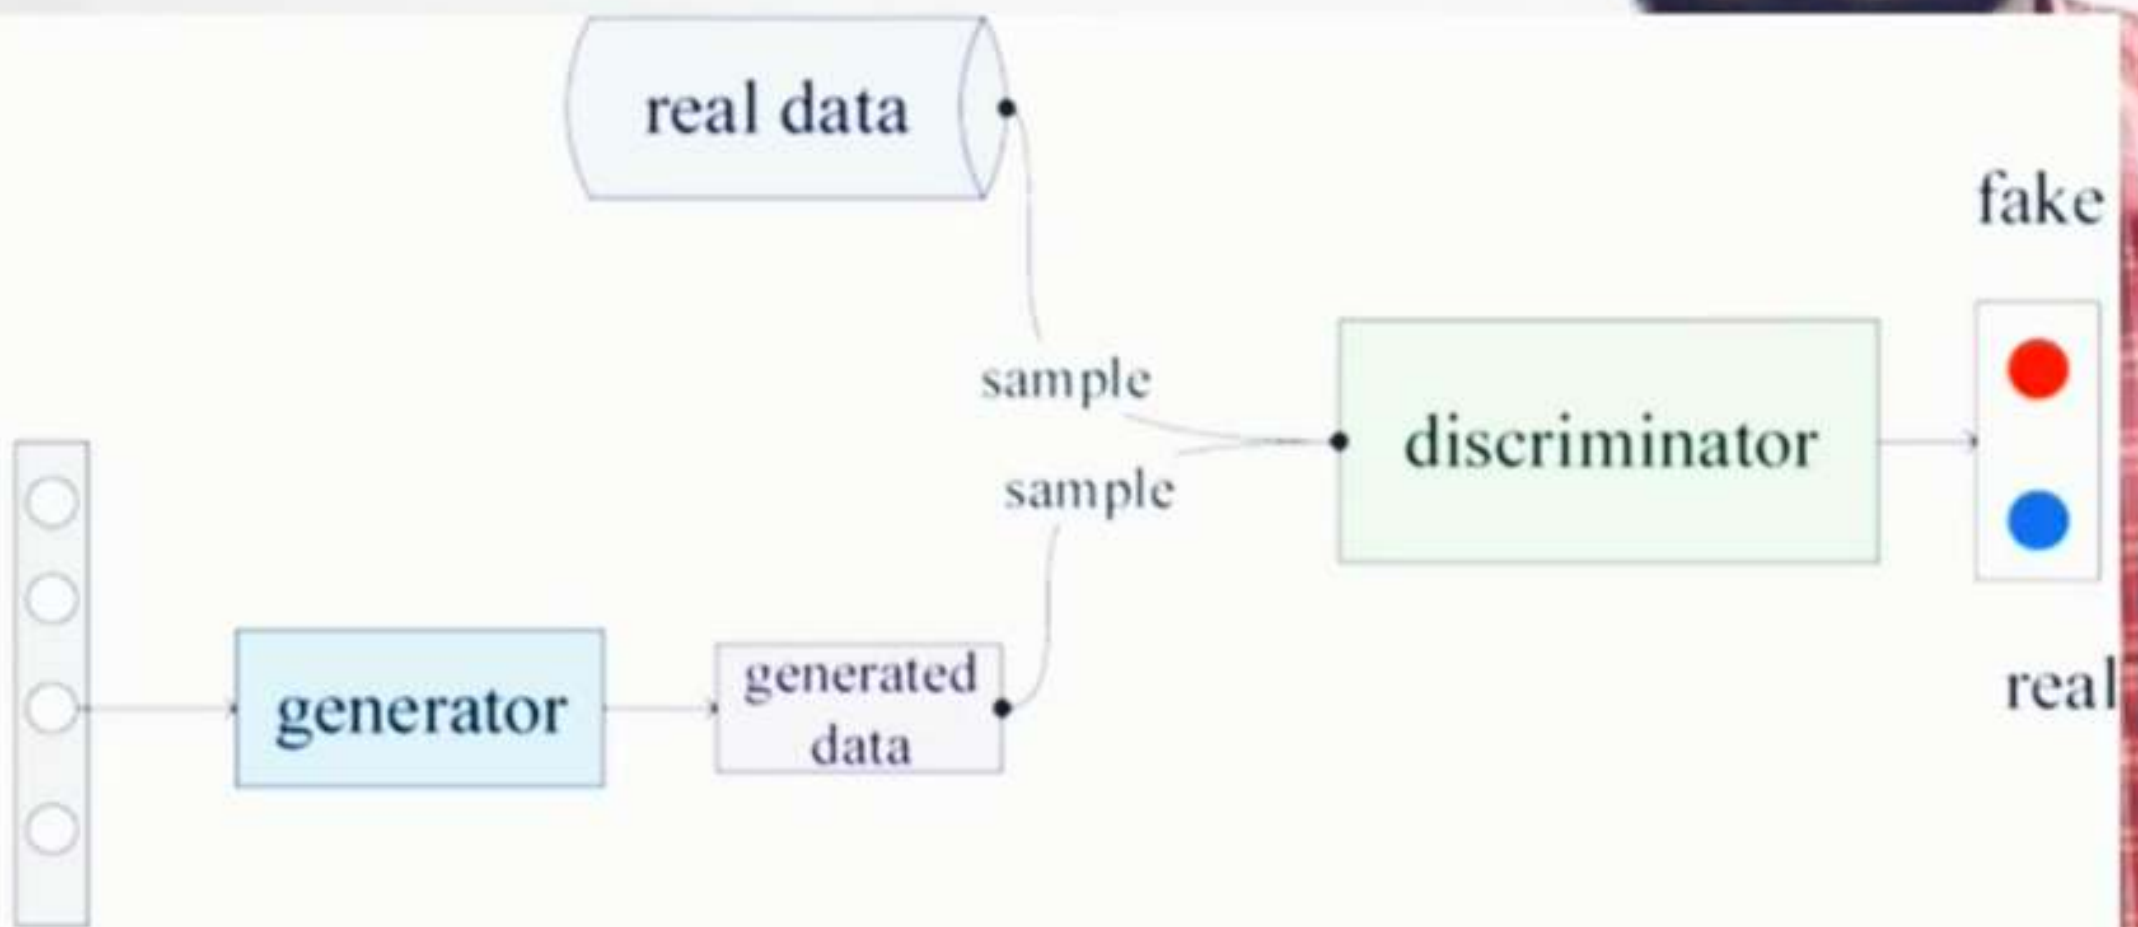 real data
fake
sample
discriminator
sample
generator
generated
data
real